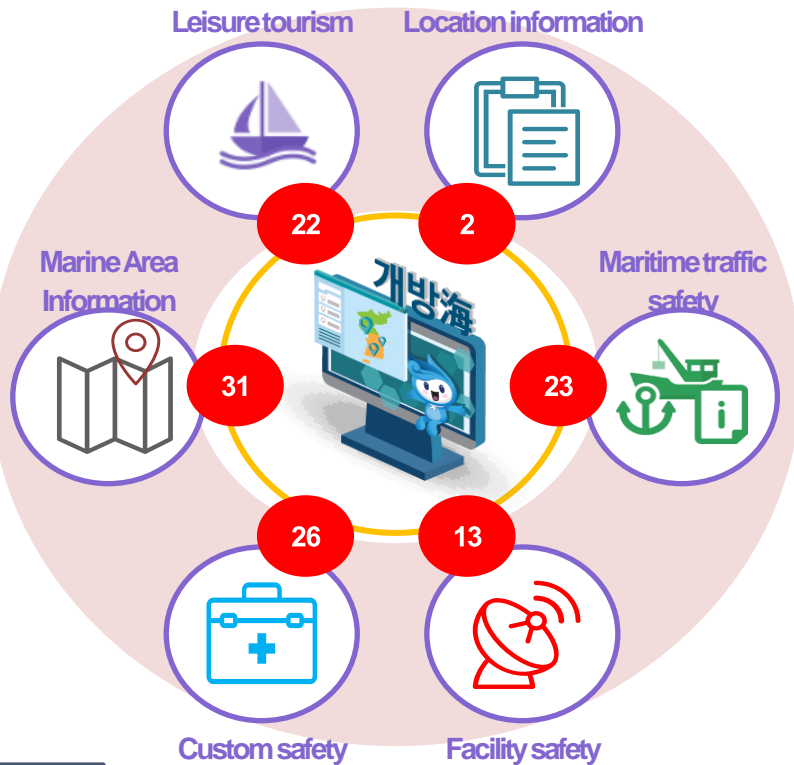 Leisure tourism
Location information
22
2
개방海
Marine Area
Information
Maritime traffic
safety
31
23
i
26
13
Custom safety
Facility safety